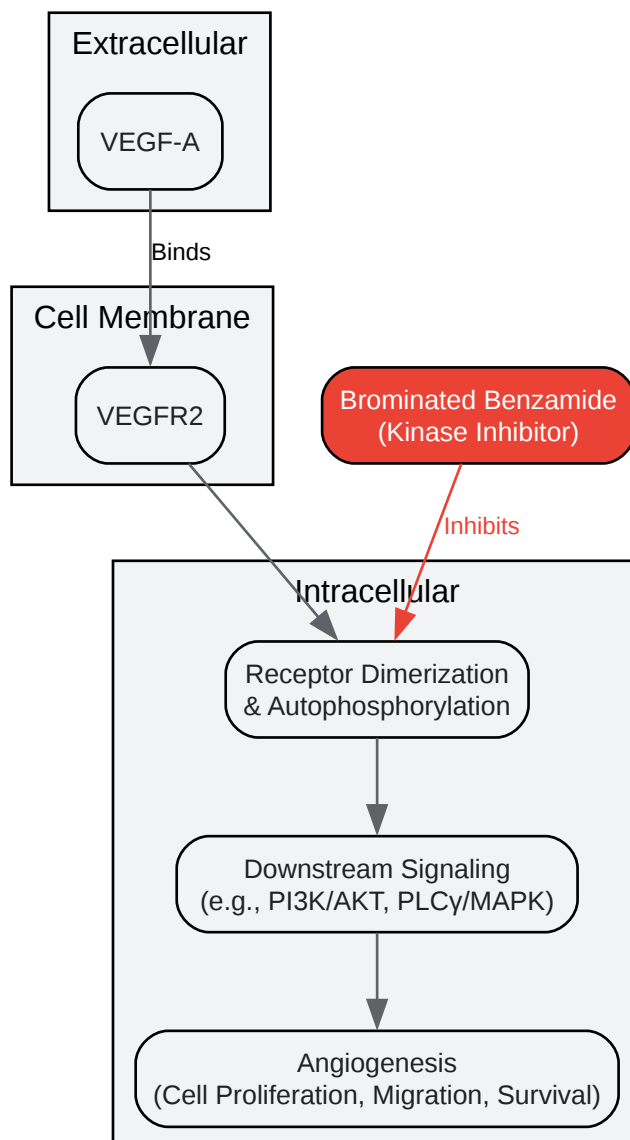 Extracellular
VEGF-A
Binds
Cell Membrane
VEGFR2
Brominated Benzamide
(Kinase Inhibitor)
Inhibits
Intracellular
Receptor Dimerization
& Autophosphorylation
Downstream Signaling
(e.g., PI3K/AKT, PLCγ/MAPK)
Angiogenesis
(Cell Proliferation, Migration, Survival)